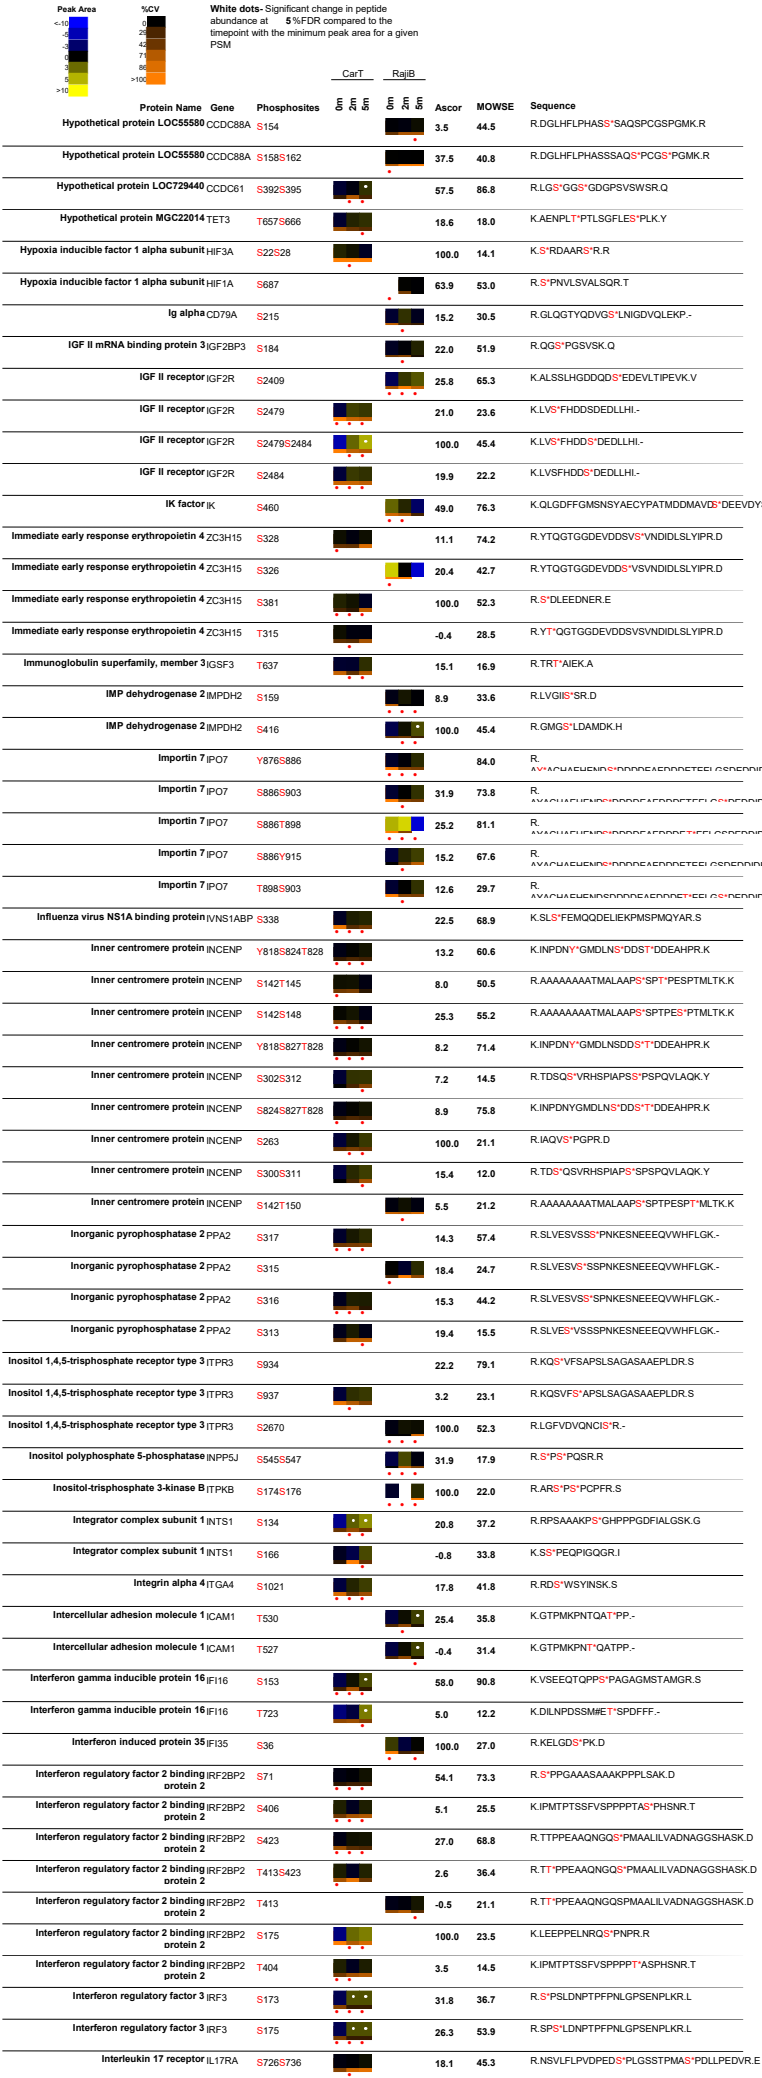 Peak Area
%CV
White dots- Significant change in peptide
abundance at 5 %FDR compared to the
timepoint with the minimum peak area for a given
PSM
<-10 0
-5 29
-3 42
0 71
3 86
5 >100
>10
CarT RajiB
Protein Name Gene Phosphosites 0m 2m 5m 0m 2m 5m Ascor MOWSE Sequence
Hypothetical protein LOC55580 CCDC88A S154 3.5 44.5 R.DGLHFLPHASS*SAQSPCGSPGMK.R
Hypothetical protein LOC55580 CCDC88A S158S162 37.5 40.8 R.DGLHFLPHASSSAQS*PCGS*PGMK.R
Hypothetical protein LOC729440 CCDC61 S392S395 57.5 86.8 R.LGS*GGS*GDGPSVSWSR.Q
Hypothetical protein MGC22014 TET3 T657S666 18.6 18.0 K.AENPLT*PTLSGFLES*PLK.Y
Hypoxia inducible factor 1 alpha subunit HIF3A S22S28 100.0 14.1 K.S*RDAARS*R.R
Hypoxia inducible factor 1 alpha subunit HIF1A S687 63.9 53.0 R.S*PNVLSVALSQR.T
Ig alpha CD79A S215 15.2 30.5 R.GLQGTYQDVGS*LNIGDVQLEKP.-
IGF II mRNA binding protein 3 IGF2BP3 S184 22.0 51.9 R.QGS*PGSVSK.Q
IGF II receptor IGF2R S2409 25.8 65.3 K.ALSSLHGDDQDS*EDEVLTIPEVK.V
IGF II receptor IGF2R S2479 21.0 23.6 K.LVS*FHDDSDEDLLHI.-
IGF II receptor IGF2R S2479S2484 100.0 45.4 K.LVS*FHDDS*DEDLLHI.-
IGF II receptor IGF2R S2484 19.9 22.2 K.LVSFHDDS*DEDLLHI.-
IK factor IK S460 49.0 76.3 K.QLGDFFGMSNSYAECYPATMDDMAVDS*DEEVDYS
Immediate early response erythropoietin 4 ZC3H15 S328 11.1 74.2 R.YTQGTGGDEVDDSVS*VNDIDLSLYIPR.D
Immediate early response erythropoietin 4 ZC3H15 S326 20.4 42.7 R.YTQGTGGDEVDDS*VSVNDIDLSLYIPR.D
Immediate early response erythropoietin 4 ZC3H15 S381 100.0 52.3 R.S*DLEEDNER.E
Immediate early response erythropoietin 4 ZC3H15 T315 -0.4 28.5 R.YT*QGTGGDEVDDSVSVNDIDLSLYIPR.D
Immunoglobulin superfamily, member 3 IGSF3 T637 15.1 16.9 R.TRT*AIEK.A
IMP dehydrogenase 2 IMPDH2 S159 8.9 33.6 R.LVGIIS*SR.D
IMP dehydrogenase 2 IMPDH2 S416 100.0 45.4 R.GMGS*LDAMDK.H
Importin 7 IPO7 Y876S886 84.0 R.
AY*ACHAEHENDS*DDDDEAEDDDETEELGSDEDDID
Importin 7 IPO7 S886S903 31.9 73.8 R.
AYACHAEHENDS*DDDDEAEDDDETEELGS*DEDDID
Importin 7 IPO7 S886T898 25.2 81.1 R.
AYACHAEHENDS*DDDDEAEDDDET*EELGSDEDDID
Importin 7 IPO7 S886Y915 15.2 67.6 R.
AYACHAEHENDS*DDDDEAEDDDETEELGSDEDDID
Importin 7 IPO7 T898S903 12.6 29.7 R.
AYACHAEHENDSDDDDEAEDDDET*EELGS*DEDDID
Influenza virus NS1A binding protein IVNS1ABP S338 22.5 68.9 K.SLS*FEMQQDELIEKPMSPMQYAR.S
Inner centromere protein INCENP Y818S824T828 13.2 60.6 K.INPDNY*GMDLNS*DDST*DDEAHPR.K
Inner centromere protein INCENP S142T145 8.0 50.5 R.AAAAAAAATMALAAPS*SPT*PESPTMLTK.K
Inner centromere protein INCENP S142S148 25.3 55.2 R.AAAAAAAATMALAAPS*SPTPES*PTMLTK.K
Inner centromere protein INCENP Y818S827T828 8.2 71.4 K.INPDNY*GMDLNSDDS*T*DDEAHPR.K
Inner centromere protein INCENP S302S312 7.2 14.5 R.TDSQS*VRHSPIAPSS*PSPQVLAQK.Y
Inner centromere protein INCENP S824S827T828 8.9 75.8 K.INPDNYGMDLNS*DDS*T*DDEAHPR.K
Inner centromere protein INCENP S263 100.0 21.1 R.IAQVS*PGPR.D
Inner centromere protein INCENP S300S311 15.4 12.0 R.TDS*QSVRHSPIAPS*SPSPQVLAQK.Y
Inner centromere protein INCENP S142T150 5.5 21.2 R.AAAAAAAATMALAAPS*SPTPESPT*MLTK.K
Inorganic pyrophosphatase 2 PPA2 S317 14.3 57.4 R.SLVESVSSS*PNKESNEEEQVWHFLGK.-
Inorganic pyrophosphatase 2 PPA2 S315 18.4 24.7 R.SLVESVS*SSPNKESNEEEQVWHFLGK.-
Inorganic pyrophosphatase 2 PPA2 S316 15.3 44.2 R.SLVESVSS*SPNKESNEEEQVWHFLGK.-
Inorganic pyrophosphatase 2 PPA2 S313 19.4 15.5 R.SLVES*VSSSPNKESNEEEQVWHFLGK.-
Inositol 1,4,5-trisphosphate receptor type 3 ITPR3 S934 22.2 79.1 R.KQS*VFSAPSLSAGASAAEPLDR.S
Inositol 1,4,5-trisphosphate receptor type 3 ITPR3 S937 3.2 23.1 R.KQSVFS*APSLSAGASAAEPLDR.S
Inositol 1,4,5-trisphosphate receptor type 3 ITPR3 S2670 100.0 52.3 R.LGFVDVQNCIS*R.-
Inositol polyphosphate 5-phosphatase INPP5J S545S547 31.9 17.9 R.S*PS*PQSR.R
Inositol-trisphosphate 3-kinase B ITPKB S174S176 100.0 22.0 R.ARS*PS*PCPFR.S
Integrator complex subunit 1 INTS1 S134 20.8 37.2 R.RPSAAAKPS*GHPPPGDFIALGSK.G
Integrator complex subunit 1 INTS1 S166 -0.8 33.8 K.SS*PEQPIGQGR.I
Integrin alpha 4 ITGA4 S1021 17.8 41.8 R.RDS*WSYINSK.S
Intercellular adhesion molecule 1 ICAM1 T530 25.4 35.8 K.GTPMKPNTQAT*PP.-
Intercellular adhesion molecule 1 ICAM1 T527 -0.4 31.4 K.GTPMKPNT*QATPP.-
Interferon gamma inducible protein 16 IFI16 S153 58.0 90.8 K.VSEEQTQPPS*PAGAGMSTAMGR.S
Interferon gamma inducible protein 16 IFI16 T723 5.0 12.2 K.DILNPDSSM#ET*SPDFFF.-
Interferon induced protein 35 IFI35 S36 100.0 27.0 R.KELGDS*PK.D
Interferon regulatory factor 2 binding IRF2BP2 S71 54.1 73.3 R.S*PPGAAASAAAKPPPLSAK.D
protein 2
Interferon regulatory factor 2 binding IRF2BP2 S406 5.1 25.5 K.IPMTPTSSFVSPPPPTAS*PHSNR.T
protein 2
Interferon regulatory factor 2 binding IRF2BP2 S423 27.0 68.8 R.TTPPEAAQNGQS*PMAALILVADNAGGSHASK.D
protein 2
Interferon regulatory factor 2 binding IRF2BP2 T413S423 2.6 36.4 R.TT*PPEAAQNGQS*PMAALILVADNAGGSHASK.D
protein 2
Interferon regulatory factor 2 binding IRF2BP2 T413 -0.5 21.1 R.TT*PPEAAQNGQSPMAALILVADNAGGSHASK.D
protein 2
Interferon regulatory factor 2 binding IRF2BP2 S175 100.0 23.5 K.LEEPPELNRQS*PNPR.R
protein 2
Interferon regulatory factor 2 binding IRF2BP2 T404 3.5 14.5 K.IPMTPTSSFVSPPPPT*ASPHSNR.T
protein 2
Interferon regulatory factor 3 IRF3 S173 31.8 36.7 R.S*PSLDNPTPFPNLGPSENPLKR.L
Interferon regulatory factor 3 IRF3 S175 26.3 53.9 R.SPS*LDNPTPFPNLGPSENPLKR.L
Interleukin 17 receptor IL17RA S726S736 18.1 45.3 R.NSVLFLPVDPEDS*PLGSSTPMAS*PDLLPEDVR.E